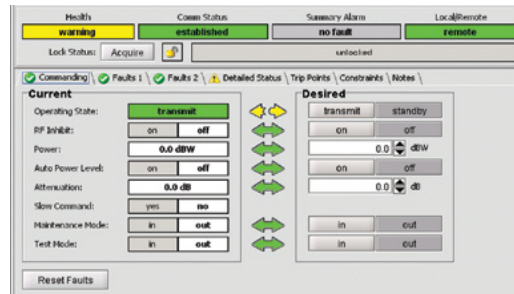 Health Comm Status Summary Alarm Local/Remote
warning established no fault remote
Lock Status: Acquire unlocked
Commanding Faults 1 Faults 2 Detailed Status Trip Points Constraints Notes
Current Desired
Operating State: transmit transmit standby
RF Inhibit: on off on off
Power: 0.0 dBW 0.0 dBW
Auto Power Level: on off on off
Attenuation: 0.0 dB 0.0 dB
Slow Command: yes no
Maintenance Mode: in out in out
Test Mode: in out in out
Reset Faults